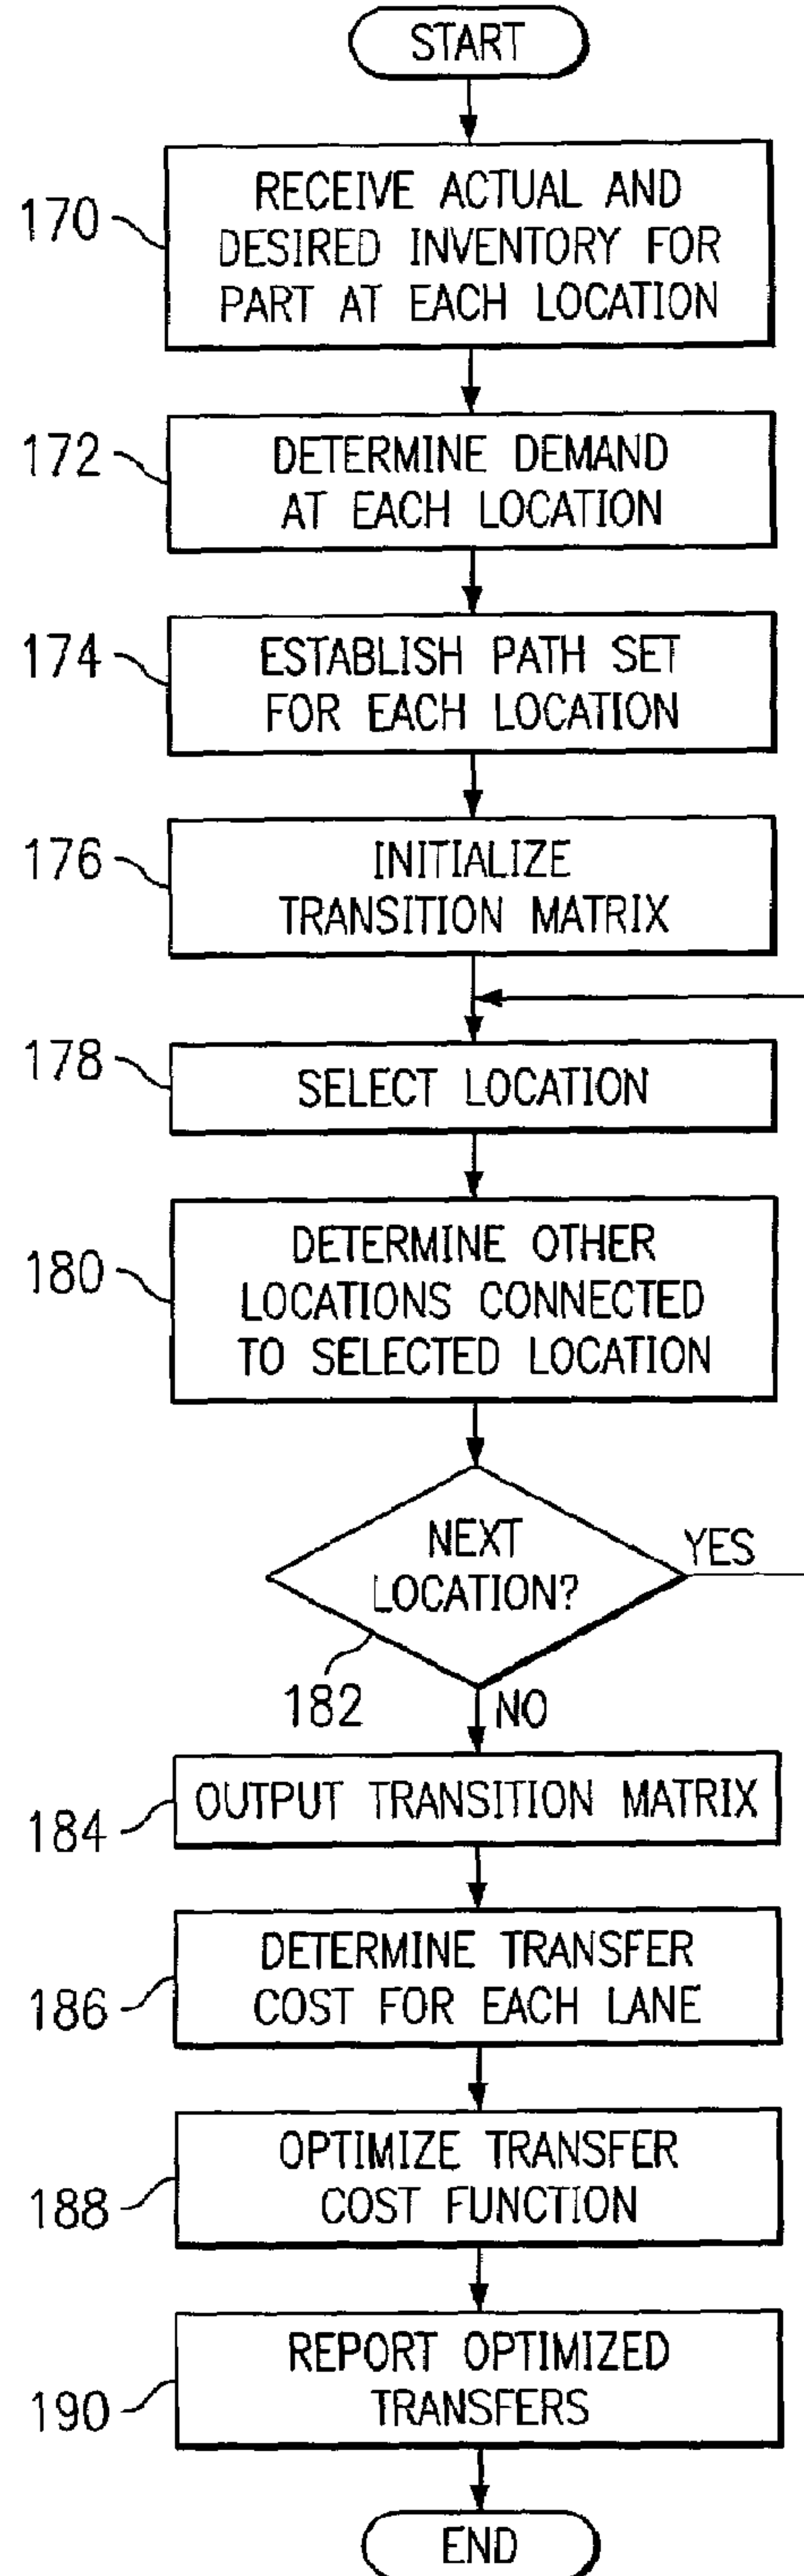 START
170
RECEIVE ACTUAL AND
DESIRED INVENTORY FOR
PART AT EACH LOCATION
172
DETERMINE DEMAND
AT EACH LOCATION
174
ESTABLISH PATH SET
FOR EACH LOCATION
176
INITIALIZE
TRANSITION MATRIX
178
SELECT LOCATION
180
DETERMINE OTHER
LOCATIONS CONNECTED
TO SELECTED LOCATION
NEXT
LOCATION?
YES
182
NO
184
OUTPUT TRANSITION MATRIX
186
DETERMINE TRANSFER
COST FOR EACH LANE
188
OPTIMIZE TRANSFER
COST FUNCTION
190
REPORT OPTIMIZED
TRANSFERS
END